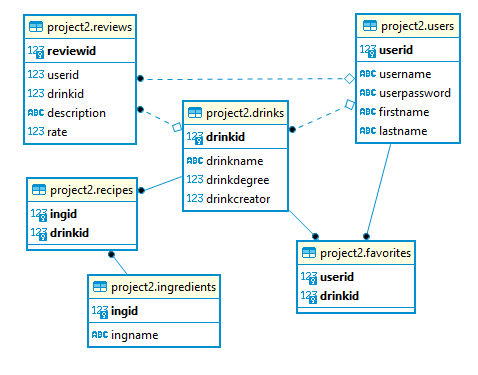 project2.reviews
123 reviewid
123 userid
123 drinkid
ABC description
123 rate
project2.users
123 userid
ABC username
ABC userpassword
ABC firstname
ABC lastname
project2.drinks
123 drinkid
ABC drinkname
123 drinkdegree
123 drinkcreator
project2.recipes
123 ingid
123 drinkid
project2.favorites
123 userid
123 drinkid
project2.ingredients
123 ingid
ABC ingname